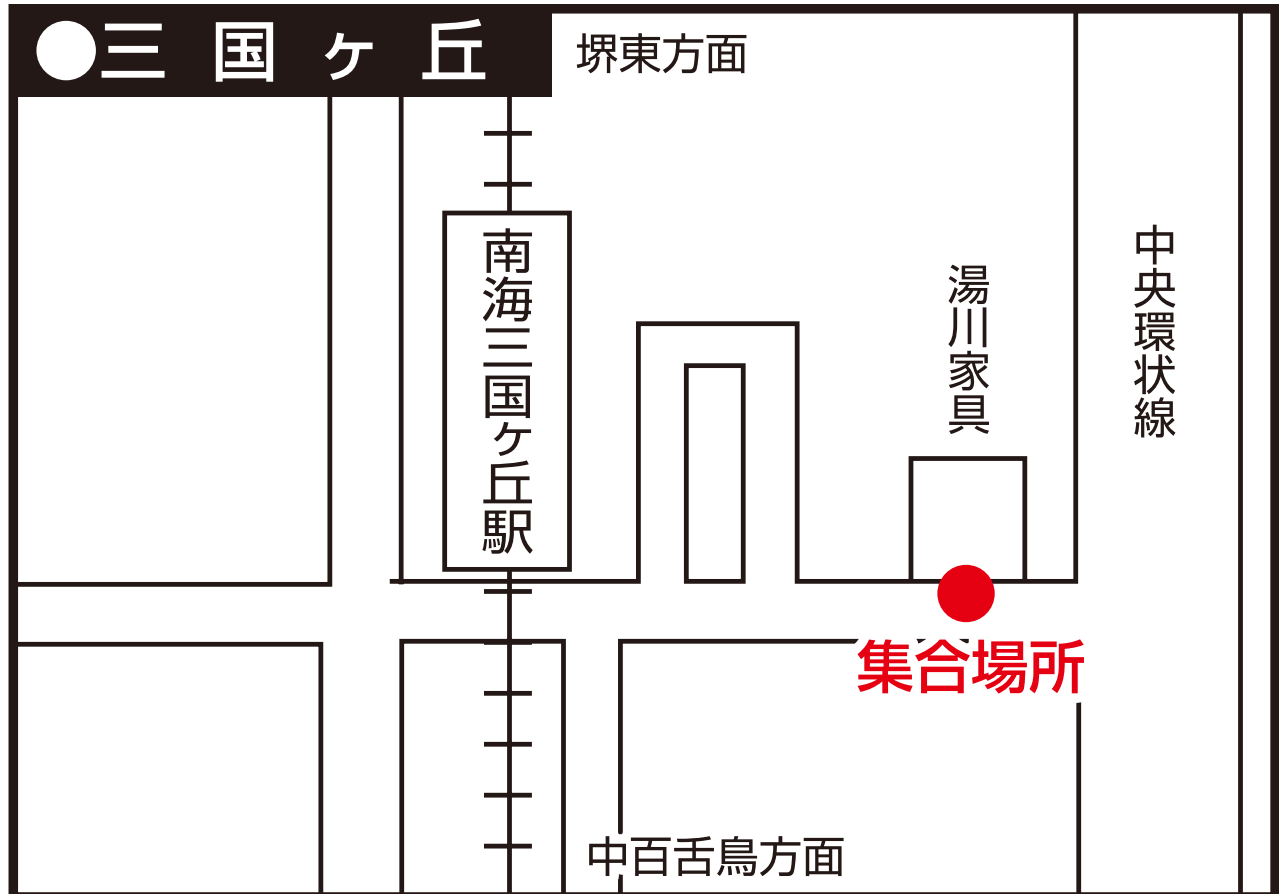 ●三国ヶ丘
堺東方面
南海三国ヶ丘駅
湯川家具
中央環状線
集合場所
中百舌鳥方面